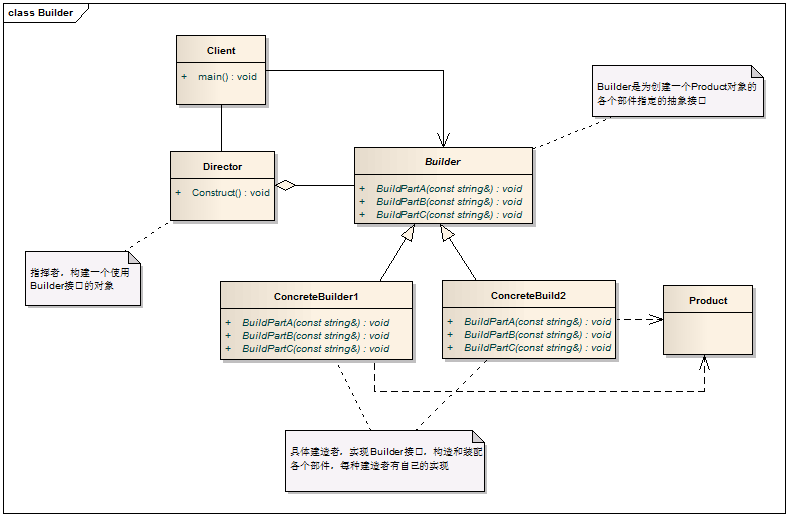 class Builder
Client
+ main() : void
Builder是为创建一个Product对象的
各个部件指定的抽象接口
Director
+ Construct() : void
Builder
+ BuildPartA(const string&) : void
+ BuildPartB(const string&) : void
+ BuildPartC(const string&) : void
指挥者，构建一个使用
Builder接口的对象
ConcreteBuilder1
+ BuildPartA(const string&) : void
+ BuildPartB(const string&) : void
+ BuildPartC(const string&) : void
ConcreteBuild2
+ BuildPartA(const string&) : void
+ BuildPartB(const string&) : void
+ BuildPartC(const string&) : void
Product
具体建造者，实现Builder接口，构造和装配
各个部件，每种建造者有自己的实现